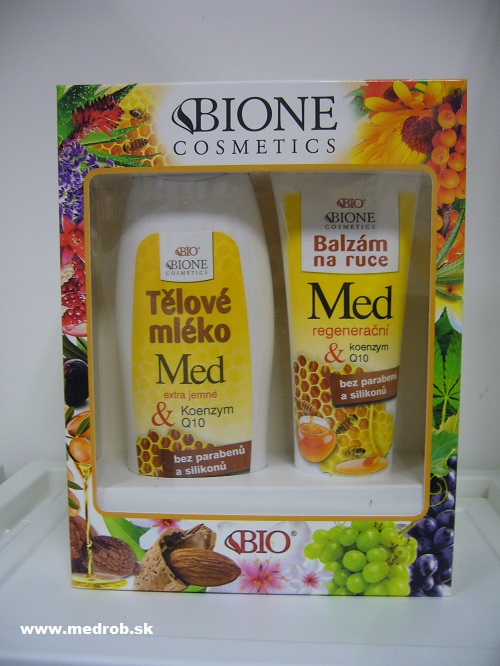 BIONE
COSMETICS
BIO®
BIONE
COSMETICS
Tělové
mléko
Med
extra jemné
& Koenzym
Q10
bez parabenů
a silikonů
BIO®
BIONE
COSMETICS
Balzám
na ruce
Med
regenerační
& koenzym
Q10
bez parabenů
a silikonů
BIO®
www.medrob.sk